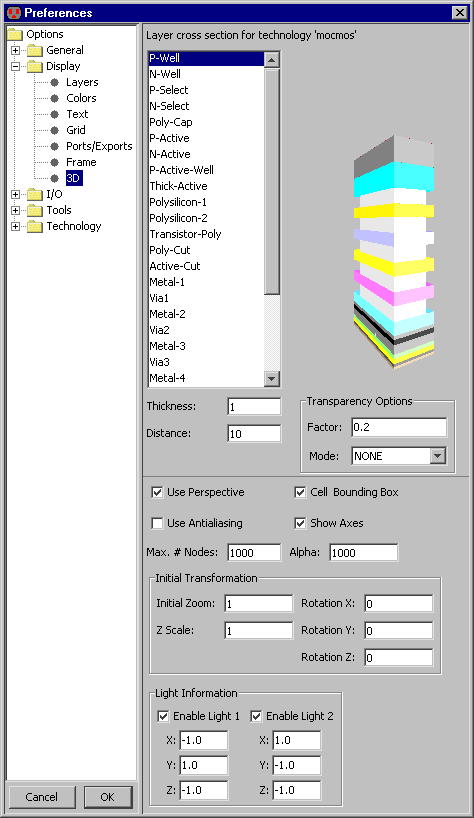 Preferences
Options
General
Display
Layers
Colors
Text
Grid
Ports/Exports
Frame
3D
I/O
Tools
Technology
Cancel
OK
Layer cross section for technology 'mocmos'
P-Well
N-Well
P-Select
N-Select
Poly-Cap
P-Active
N-Active
P-Active-Well
Thick-Active
Polysilicon-1
Polysilicon-2
Transistor-Poly
Poly-Cut
Active-Cut
Metal-1
Via1
Metal-2
Via2
Metal-3
Via3
Metal-4
Thickness: 1
Distance: 10
Transparency Options
Factor: 0.2
Mode: NONE
Use Perspective
Cell Bounding Box
Use Antialiasing
Show Axes
Max. # Nodes: 1000 Alpha: 1000
Initial Transformation
Initial Zoom: 1 Rotation X: 0
Z Scale: 1 Rotation Y: 0
Rotation Z: 0
Light Information
Enable Light 1 Enable Light 2
X: -1.0 X: 1.0
Y: 1.0 Y: -1.0
Z: -1.0 Z: -1.0